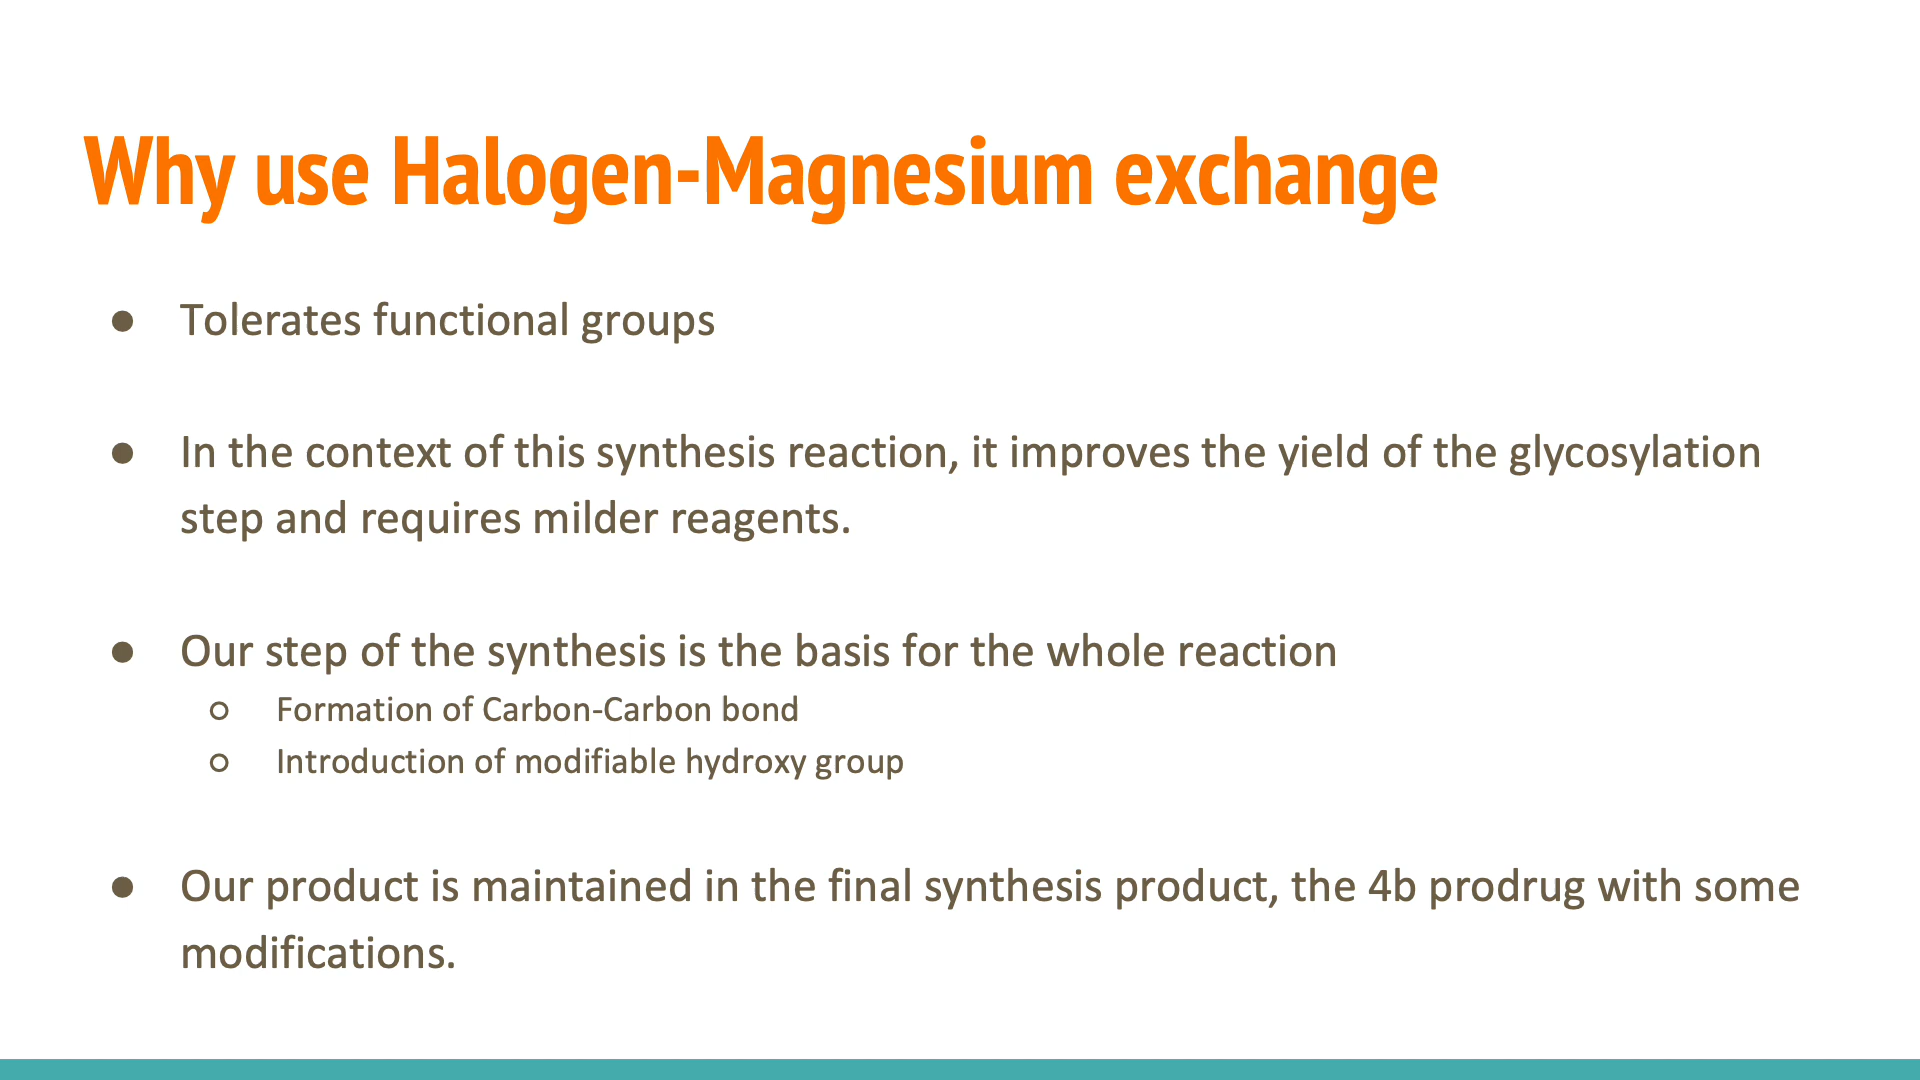 Why use Halogen-Magnesium exchange
● Tolerates functional groups
● In the context of this synthesis reaction, it improves the yield of the glycosylation
step and requires milder reagents.
● Our step of the synthesis is the basis for the whole reaction
○ Formation of Carbon-Carbon bond
○ Introduction of modifiable hydroxy group
● Our product is maintained in the final synthesis product, the 4b prodrug with some
modifications.